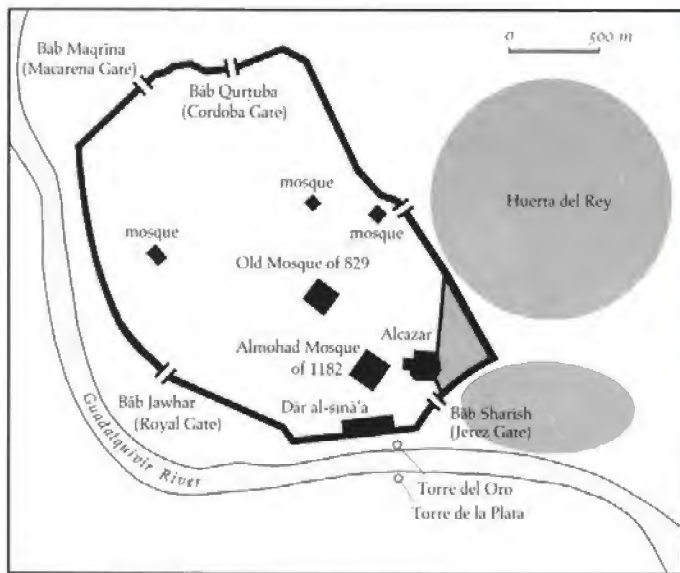 0 500 m
Bāb Maqrīna
(Macarena Gate)
Bāb Qurṭuba
(Cordoba Gate)
mosque
mosque
mosque
Huerta del Rey
Old Mosque of 829
Alcazar
Almohad Mosque
of 1182
Dār al-sinā'a
Bāb Jawhar
(Royal Gate)
Bāb Sharish
(Jerez Gate)
Guadalquivir River
Torre del Oro
Torre de la Plata